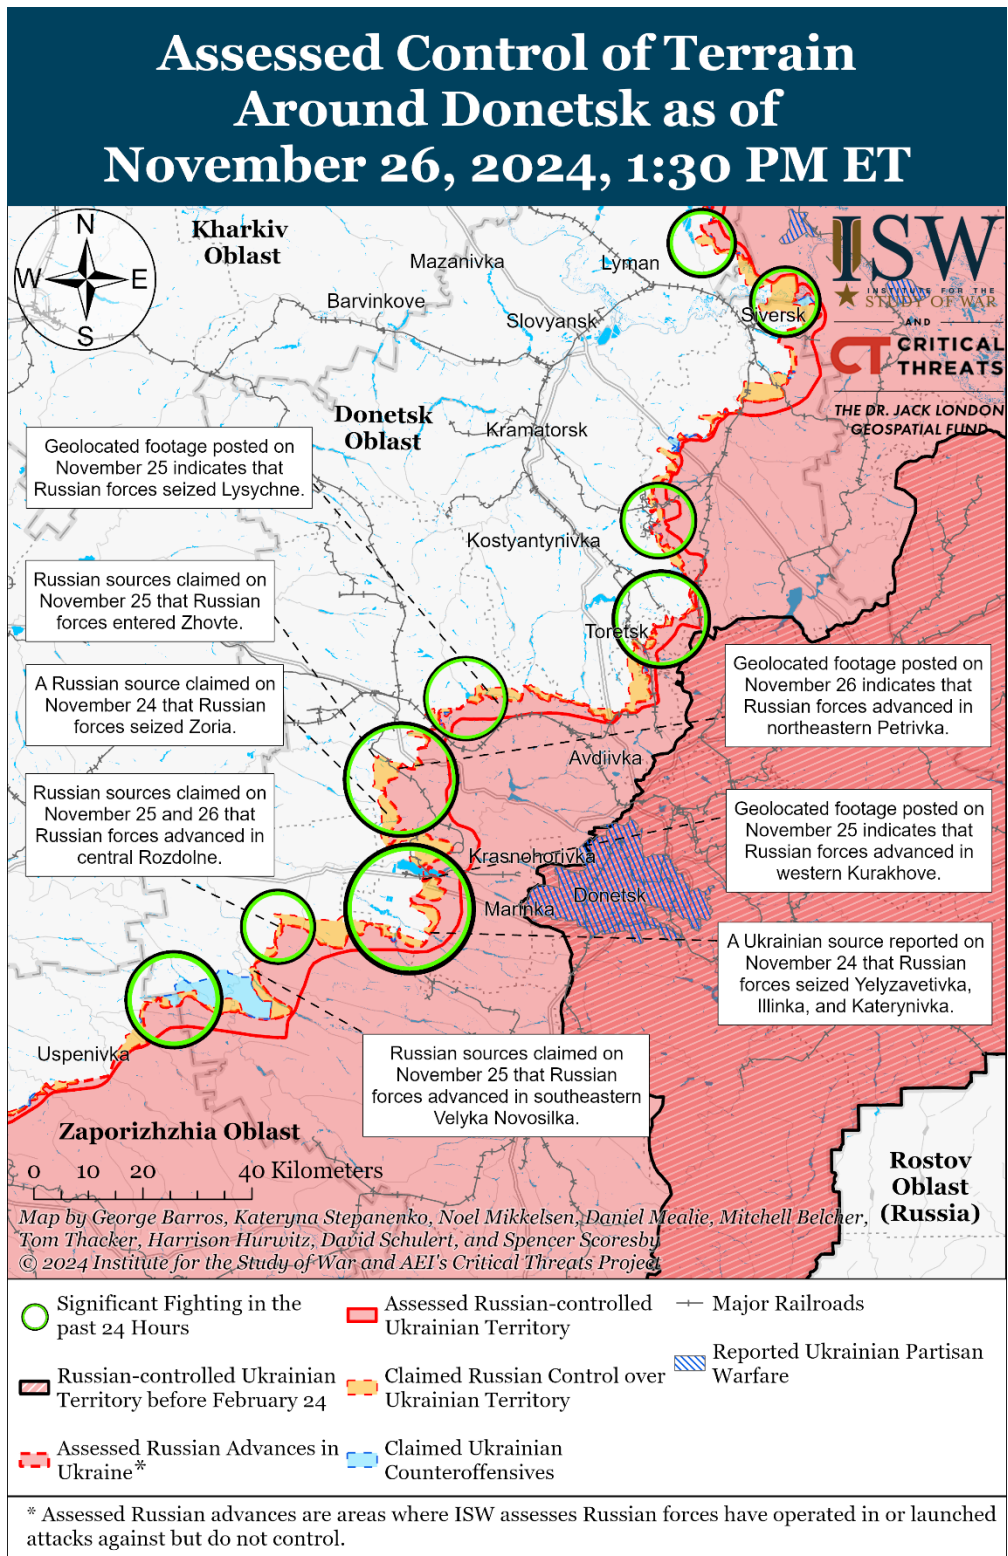 Assessed Control of Terrain
Around Donetsk as of
November 26, 2024, 1:30 PM ET
N
W
E
S
Kharkiv
Oblast
Mazanivka
Lyman
ISW
INSTITUTE FOR THE
STUDY OF WAR
AND
CT CRITICAL
THREATS
THE DR. JACK LONDON
GEOSPATIAL FUND
Barvinkove
Slovyansk
Siversk
Donetsk
Oblast
Kramatorsk
Geolocated footage posted on
November 25 indicates that
Russian forces seized Lysychne.
Kostyantynivka
Russian sources claimed on
November 25 that Russian
forces entered Zhovte.
Toretsk
A Russian source claimed on
November 24 that Russian
forces seized Zoria.
Geolocated footage posted on
November 26 indicates that
Russian forces advanced in
northeastern Petrivka.
Avdiivka
Russian sources claimed on
November 25 and 26 that
Russian forces advanced in
central Rozdolne.
Geolocated footage posted on
November 25 indicates that
Russian forces advanced in
western Kurakhove.
Krasnohorivka
Marinka
Donetsk
A Ukrainian source reported on
November 24 that Russian
forces seized Yelyzavetivka,
Illinka, and Katerynivka.
Uspenivka
Russian sources claimed on
November 25 that Russian
forces advanced in southeastern
Velyka Novosilka.
Zaporizhzhia Oblast
Rostov
Oblast
(Russia)
0 10 20 40 Kilometers
Map by George Barros, Kateryna Stepanenko, Noel Mikkelsen, Daniel Mealie, Mitchell Belcher,
Tom Thacker, Harrison Hurwitz, David Schulert, and Spencer Scoresby
© 2024 Institute for the Study of War and AEI's Critical Threats Project
Significant Fighting in the
past 24 Hours
Russian-controlled Ukrainian
Territory before February 24
Assessed Russian Advances in
Ukraine*
Assessed Russian-controlled
Ukrainian Territory
Claimed Russian Control over
Ukrainian Territory
Claimed Ukrainian
Counteroffensives
Major Railroads
Reported Ukrainian Partisan
Warfare
* Assessed Russian advances are areas where ISW assesses Russian forces have operated in or launched
attacks against but do not control.